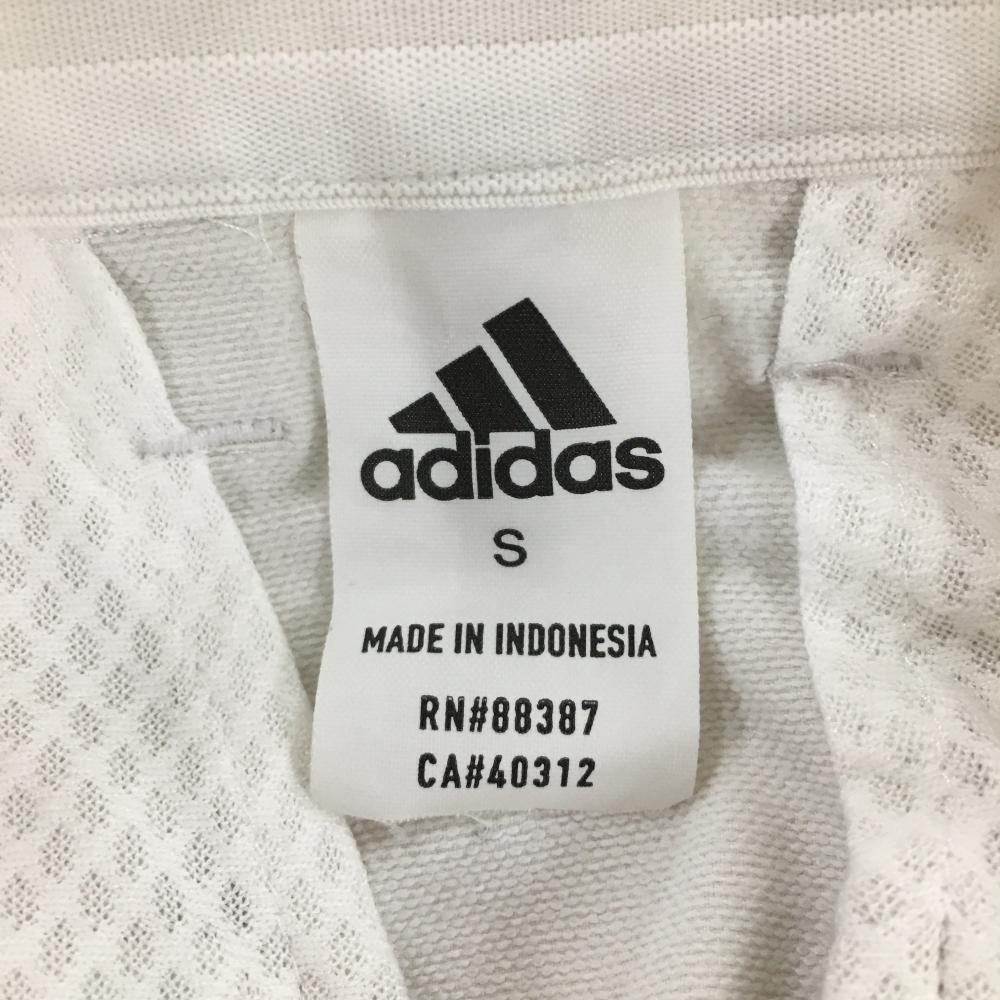 adidas
S
MADE IN INDONESIA
RN#88387
CA#40312